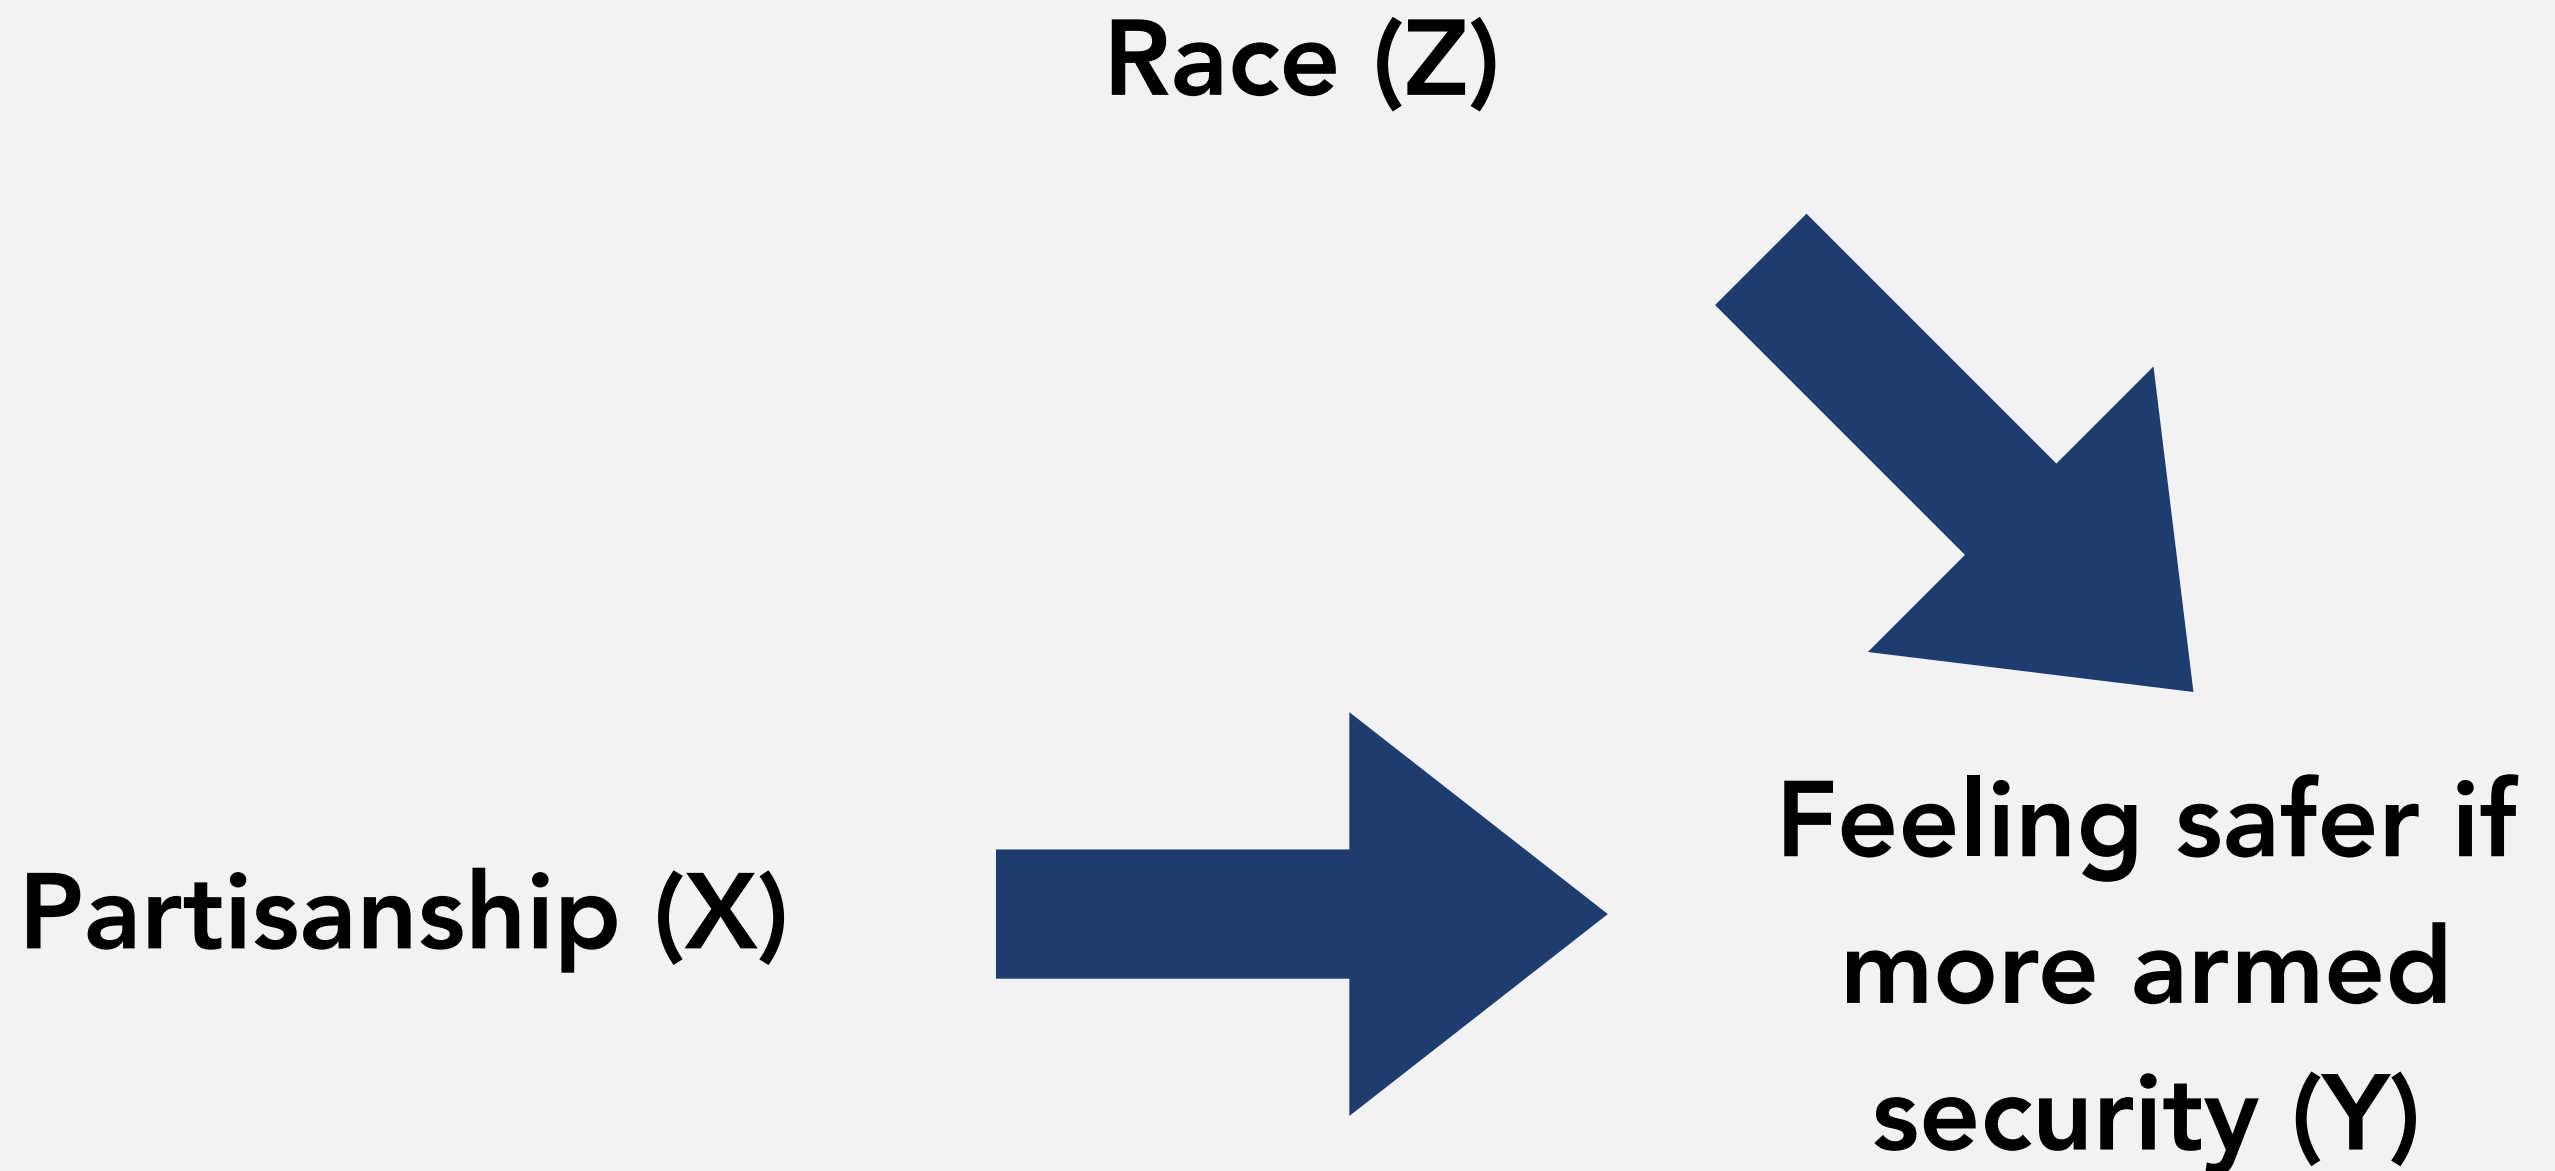 Race (Z)
Partisanship (X)
Feeling safer if
more armed
security (Y)